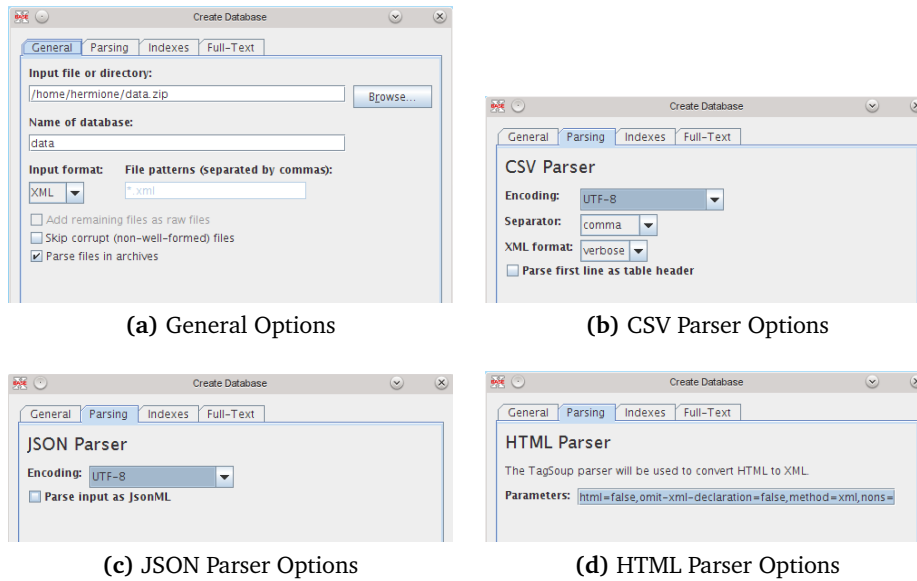 BASE Create Database
General Parsing Indexes Full-Text
Input file or directory:
/home/hermione/data.zip Browse...
Name of database:
data
Input format: File patterns (separated by commas):
XML *.xml
Add remaining files as raw files
Skip corrupt (non-well-formed) files
Parse files in archives
(a) General Options
BASE Create Database
General Parsing Indexes Full-Text
CSV Parser
Encoding: UTF-8
Separator: comma
XML format: verbose
Parse first line as table header
(b) CSV Parser Options
BASE Create Database
General Parsing Indexes Full-Text
JSON Parser
Encoding: UTF-8
Parse input as JsonML
(c) JSON Parser Options
BASE Create Database
General Parsing Indexes Full-Text
HTML Parser
The TagSoup parser will be used to convert HTML to XML.
Parameters: html=false,omit-xml-declaration=false,method=xml,nons=
(d) HTML Parser Options